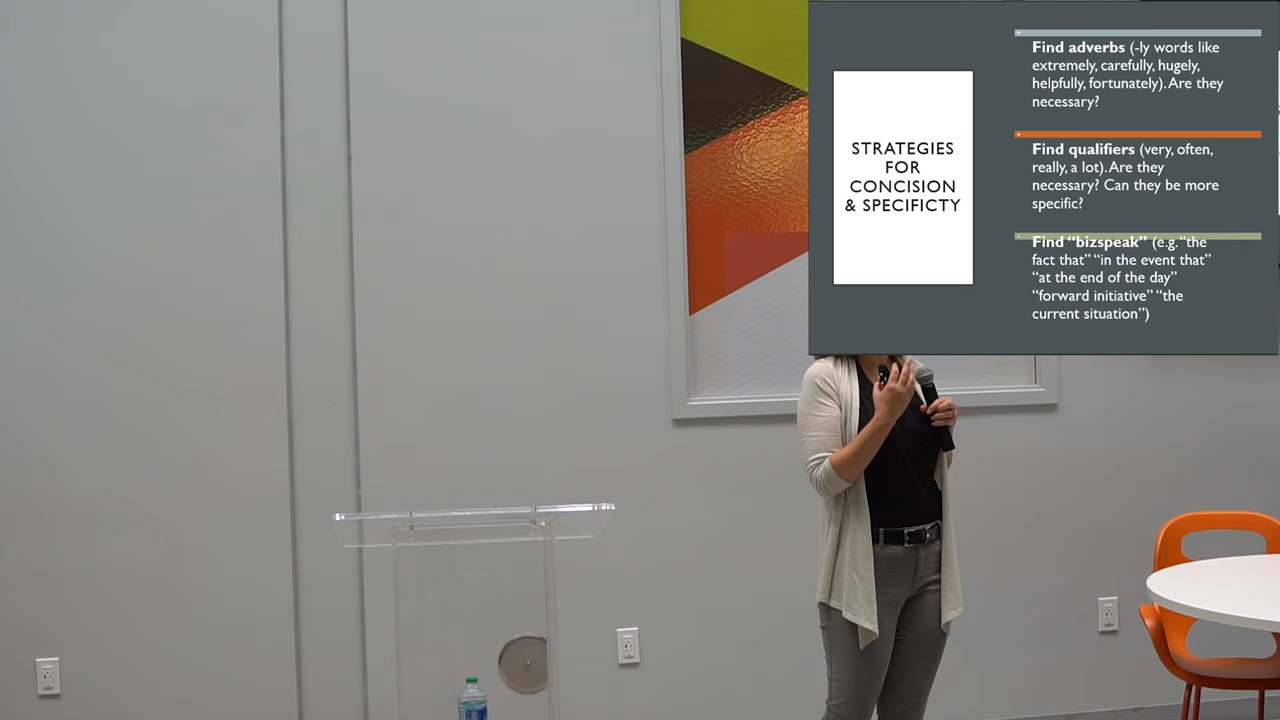 STRATEGIES
FOR
CONCISION
& SPECIFICTY
Find adverbs (-ly words like
extremely, carefully, hugely,
helpfully, fortunately). Are they
necessary?
Find qualifiers (very, often,
really, a lot). Are they
necessary? Can they be more
specific?
Find “bizspeak” (e.g. “the
fact that” “in the event that”
“at the end of the day”
“forward initiative” “the
current situation”)